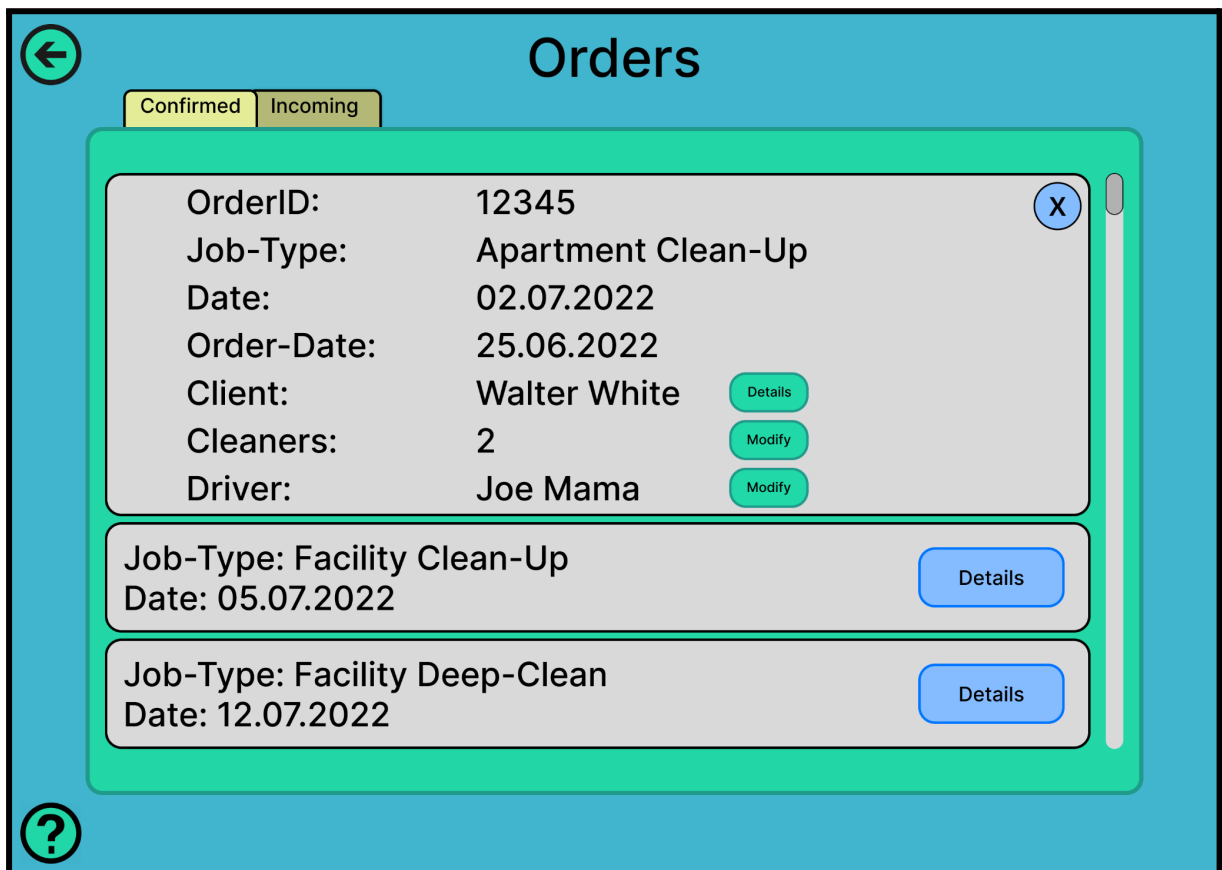 Orders
Confirmed Incoming
OrderID: 12345
X
Job-Type: Apartment Clean-Up
Date: 02.07.2022
Order-Date: 25.06.2022
Client: Walter White Details
Cleaners: 2 Modify
Driver: Joe Mama Modify
Job-Type: Facility Clean-Up
Date: 05.07.2022
Details
Job-Type: Facility Deep-Clean
Date: 12.07.2022
Details
?